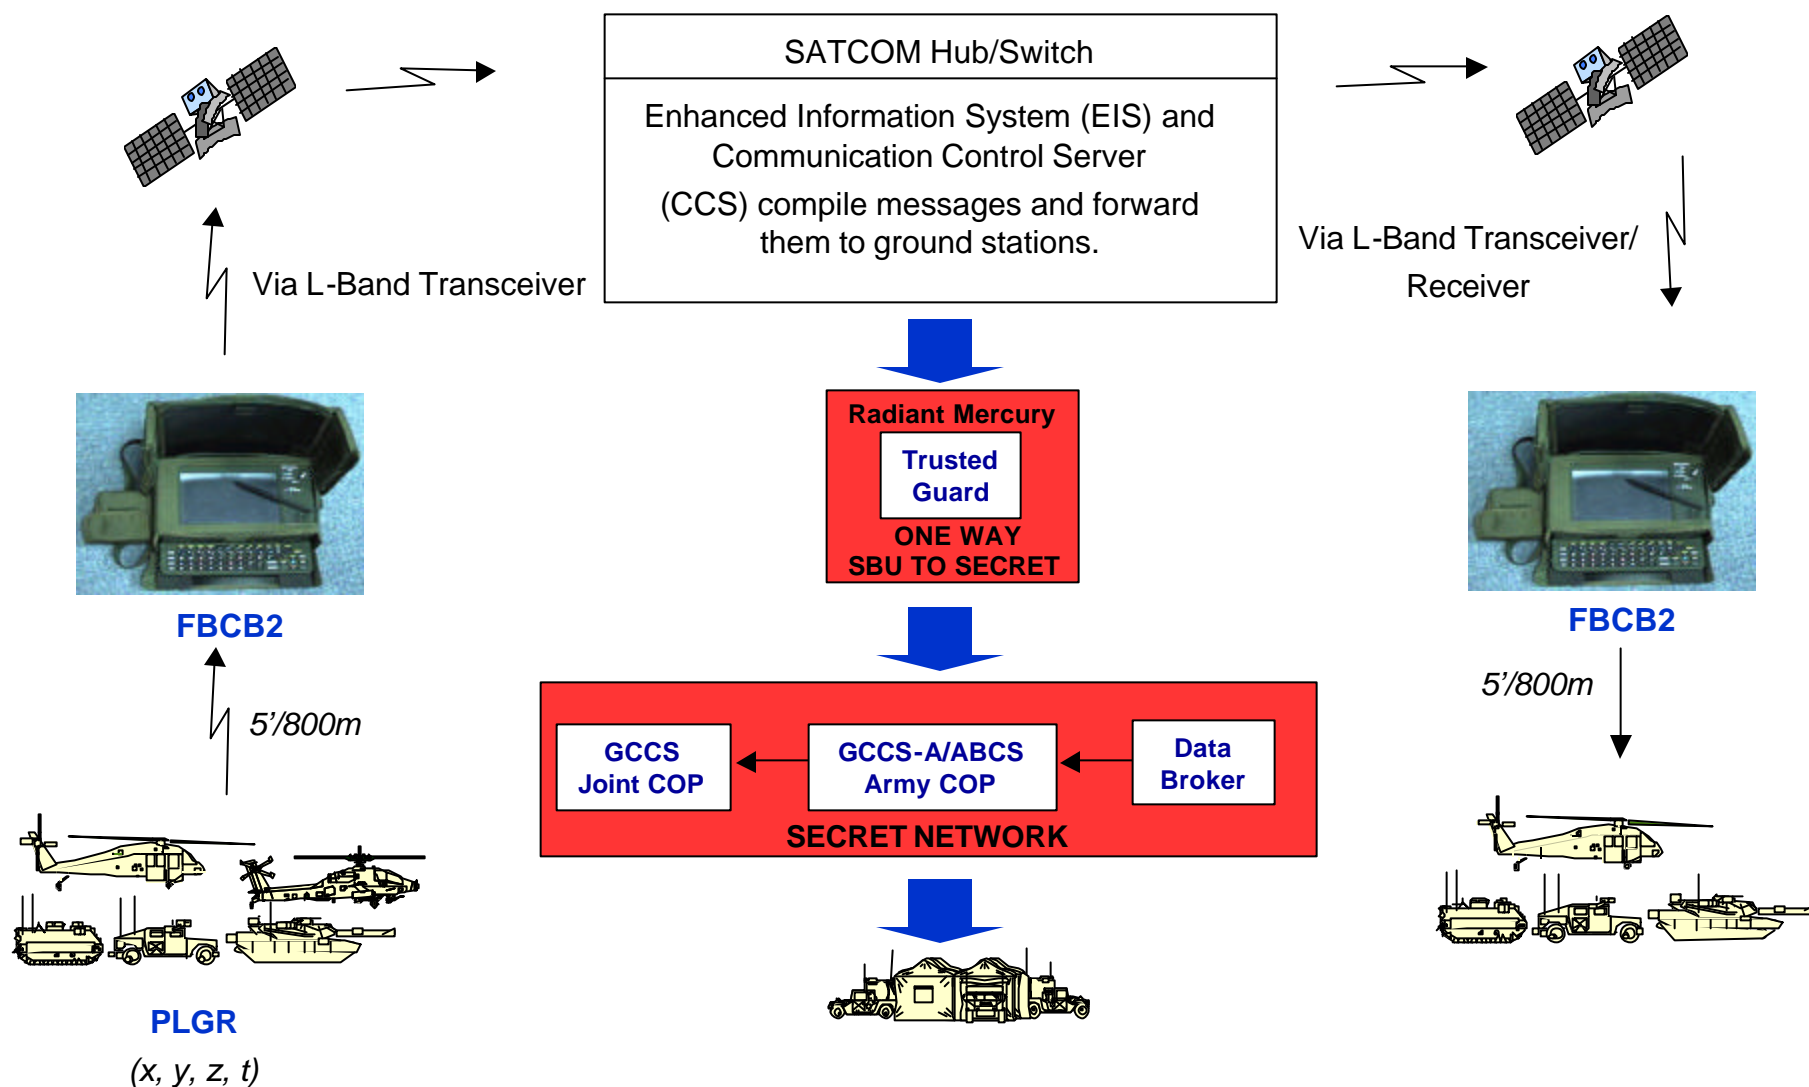 SATCOM Hub/Switch
Enhanced Information System (EIS) and
Communication Control Server
(CCS) compile messages and forward
them to ground stations.
Via L-Band Transceiver
Via L-Band Transceiver/
Receiver
Radiant Mercury
Trusted
Guard
ONE WAY
SBU TO SECRET
FBCB2
FBCB2
5’/800m
5’/800m
GCCS
Joint COP
GCCS-A/ABCS
Army COP
Data
Broker
SECRET NETWORK
PLGR
(x, y, z, t)